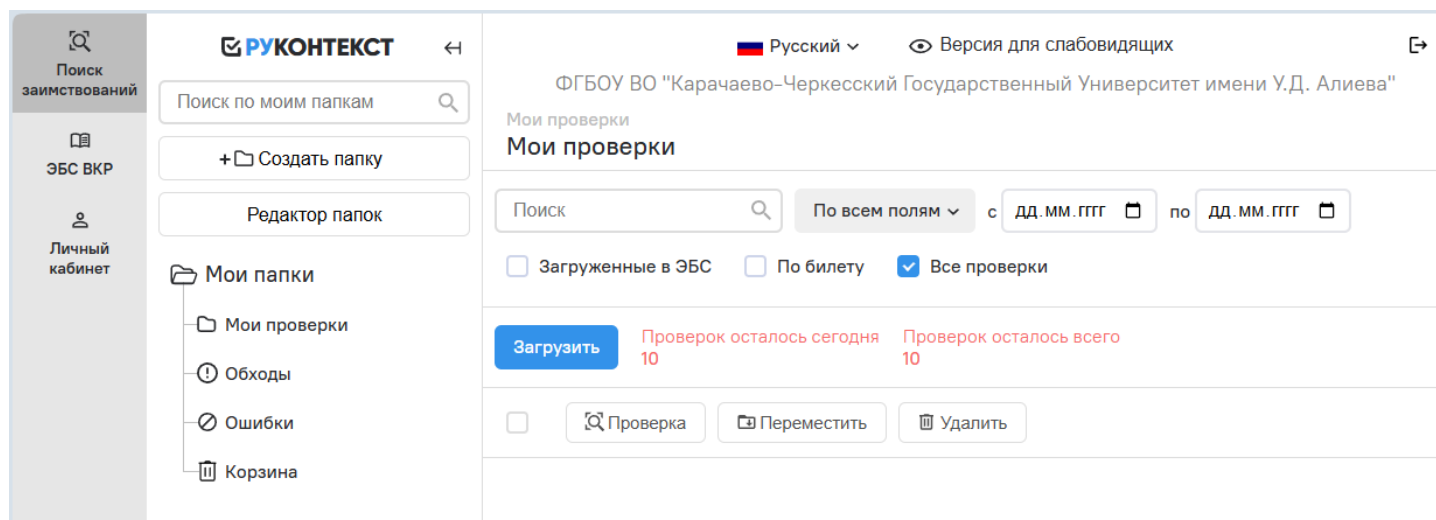 Поиск
заимствований
ЭБС ВКР
Личный
кабинет
РУКОНТЕКСТ
Поиск по моим папкам
+ Создать папку
Редактор папок
Мои папки
Мои проверки
Обходы
Ошибки
Корзина
Русский Версия для слабовидящих
ФГБОУ ВО "Карачаево-Черкесский Государственный Университет имени У.Д. Алиева"
Мои проверки
Мои проверки
Поиск По всем полям с дд.мм.гггг по дд.мм.гггг
Загруженные в ЭБС По билету Все проверки
Загрузить
Проверок осталось сегодня Проверок осталось всего
10 10
Проверка Переместить Удалить